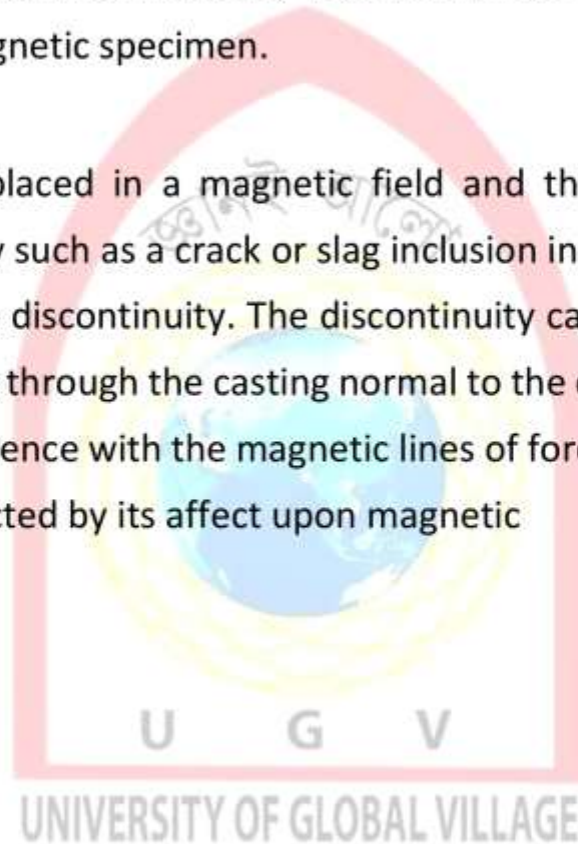 gnetic specimen.
placed in a magnetic field and th
y such as a crack or slag inclusion in
discontinuity. The discontinuity ca
through the casting normal to the
ence with the magnetic lines of for
cted by its affect upon magnetic
U G V
UNIVERSITY OF GLOBAL VILLAGE